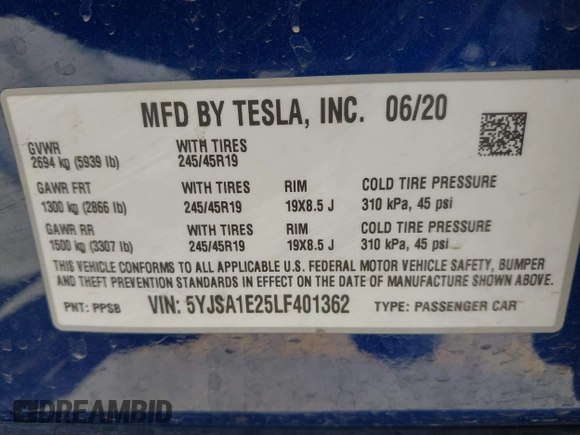 MFD BY TESLA, INC. 06/20
GVWR WITH TIRES
2694 kg (5939 lb) 245/45R19
GAWR FRT WITH TIRES RIM COLD TIRE PRESSURE
1300 kg (2866 lb) 245/45R19 19X8.5 J 310 kPa, 45 psi
GAWR RR WITH TIRES RIM COLD TIRE PRESSURE
1500 kg (3307 lb) 245/45R19 19X8.5 J 310 kPa, 45 psi
THIS VEHICLE CONFORMS TO ALL APPLICABLE U.S. FEDERAL MOTOR VEHICLE SAFETY, BUMPER
AND THEFT PREVENTION STANDARDS IN EFFECT ON THE DATE OF MANUFACTURE SHOWN ABOVE.
PNT: PPSB VIN: 5YJSA1E25LF401362 TYPE: PASSENGER CAR
DREAMBID